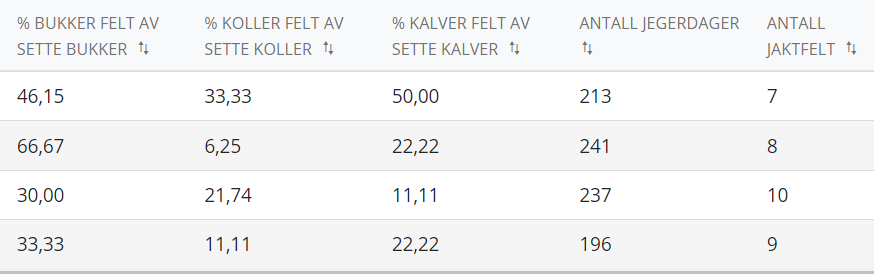 % BUKKER FELT AV % KOLLER FELT AV % KALVER FELT AV ANTALL JEGERDAGER ANTALL
SETTE BUKKER SETTE KOLLER SETTE KALVER JAKTFELT
46,15 33,33 50,00 213 7
66,67 6,25 22,22 241 8
30,00 21,74 11,11 237 10
33,33 11,11 22,22 196 9